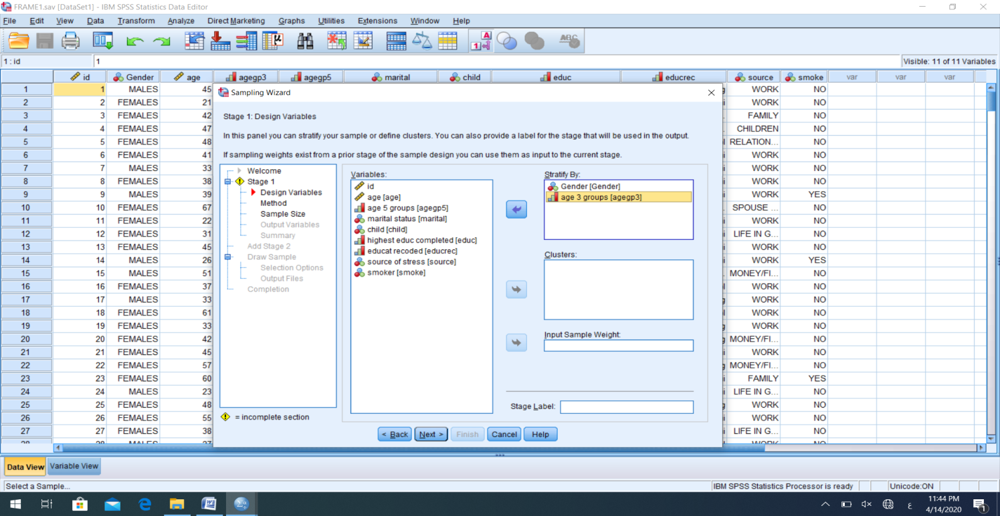 FRAME1.sav [DataSet1] - IBM SPSS Statistics Data Editor
File Edit View Data Transform Analyze Direct Marketing Graphs Utilities Extensions Window Help
1 : id 1 Visible: 11 of 11 Variables
id Gender age agegp3 agegp5 marital child educ educrec source smoke var var var
1 1 MALES 45 WORK NO
2 2 FEMALES 21 WORK NO
3 3 FEMALES 42 FAMILY NO
4 4 FEMALES 47 CHILDREN NO
5 5 FEMALES 48 RELATION... NO
6 6 FEMALES 41 WORK NO
7 7 MALES 33 WORK NO
8 8 FEMALES 38 WORK NO
9 9 MALES 39 WORK YES
10 10 FEMALES 67 SPOUSE ... NO
11 11 FEMALES 22 WORK NO
12 12 FEMALES 31 LIFE IN G... NO
13 13 FEMALES 45 WORK NO
14 14 MALES 26 WORK YES
15 15 MALES 51 MONEY/FI... NO
16 16 FEMALES 37 WORK NO
17 17 MALES 33 WORK NO
18 18 FEMALES 61 WORK NO
19 19 FEMALES 33 WORK NO
20 20 FEMALES 42 MONEY/FI... NO
21 21 FEMALES 45 WORK NO
22 22 FEMALES 57 MONEY/FI... NO
23 23 FEMALES 60 FAMILY YES
24 24 MALES 23 LIFE IN G... NO
25 25 FEMALES 48 WORK NO
26 26 FEMALES 55 WORK NO
27 27 FEMALES 38 LIFE IN G... NO
Sampling Wizard
Stage 1: Design Variables
In this panel you can stratify your sample or define clusters. You can also provide a label for the stage that will be used in the output.
If sampling weights exist from a prior stage of the sample design you can use them as input to the current stage.
Welcome
Stage 1
Design Variables
Method
Sample Size
Output Variables
Summary
Add Stage 2
Draw Sample
Selection Options
Output Files
Completion
= incomplete section
Variables:
id
age [age]
age 5 groups [agegp5]
marital status [marital]
child [child]
highest educ completed [educ]
educat recoded [educrec]
source of stress [source]
smoker [smoke]
Stratify By:
Gender [Gender]
age 3 groups [agegp3]
Clusters:
Input Sample Weight:
Stage Label:
< Back Next > Finish Cancel Help
Data View Variable View
Select a Sample... IBM SPSS Statistics Processor is ready Unicode:ON
ع 11:44 PM
4/14/2020
1